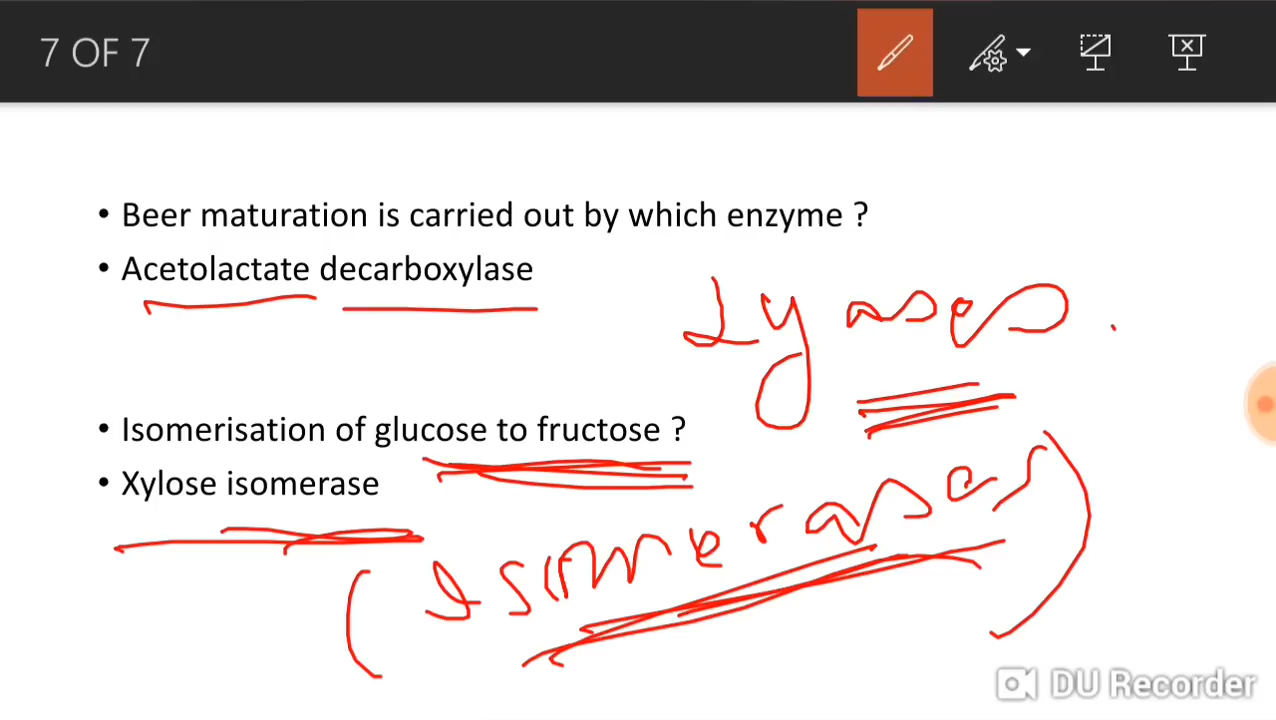 7 OF 7
• Beer maturation is carried out by which enzyme ?
• Acetolactate decarboxylase
Lyases.
• Isomerisation of glucose to fructose ?
• Xylose isomerase
(Isomerases)
DU Recorder